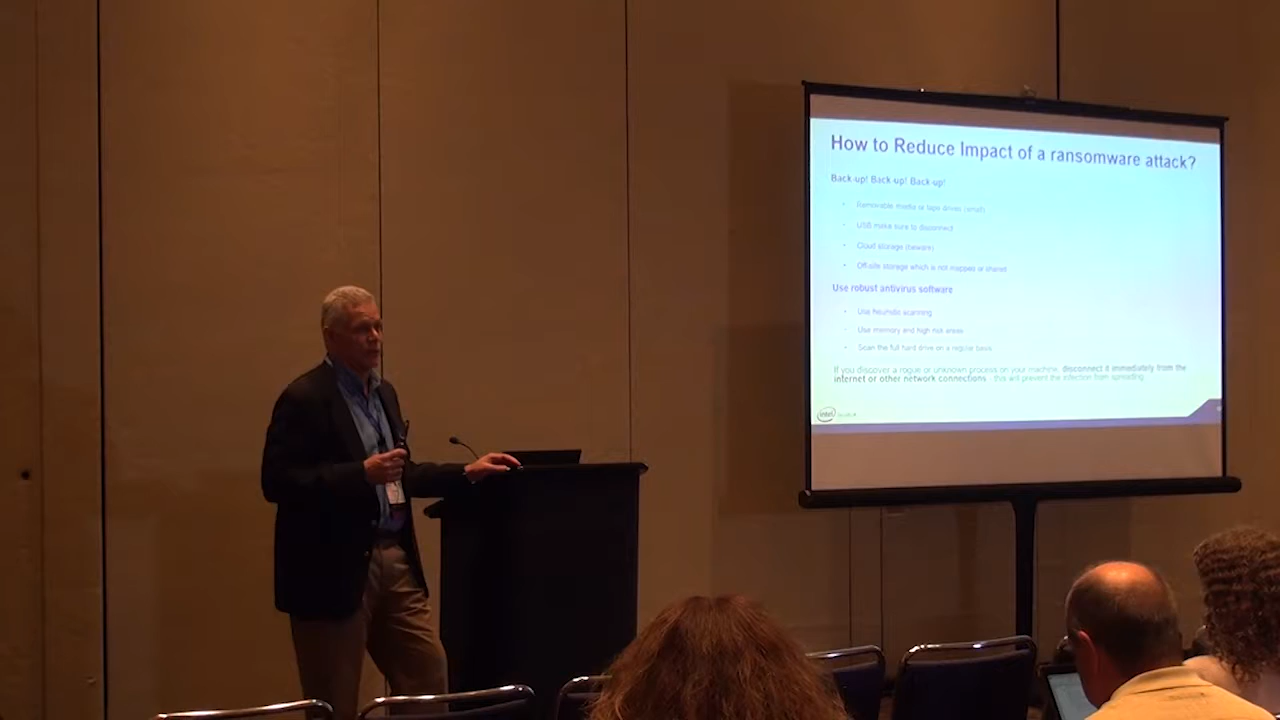 How to Reduce Impact of a ransomware attack?
Back-up! Back-up! Back-up!
Removable media or tape drives (small)
USB make sure to disconnect
Cloud storage (beware)
Off-site storage which is not mappes or shared
Use robust antivirus software
Use heuristic scanning
Use memory and high risk areas
Scan the full hard drive on a regular basis
If you discover a rogue or unknown process on your machine, disconnect it immediately from the
internet or other network connections this will prevent the infection from spreading
intel